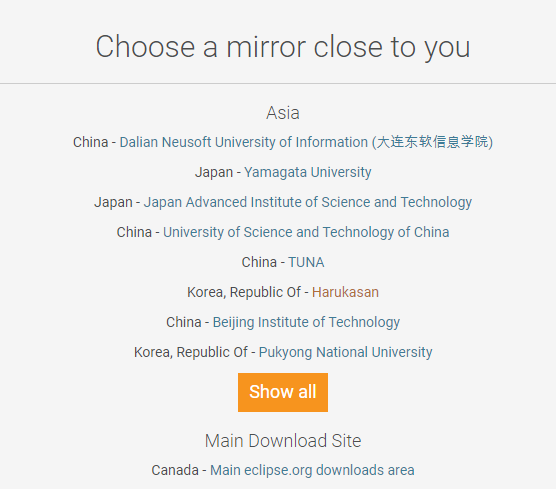 Choose a mirror close to you
Asia
China - Dalian Neusoft University of Information (大连东软信息学院)
Japan - Yamagata University
Japan - Japan Advanced Institute of Science and Technology
China - University of Science and Technology of China
China - TUNA
Korea, Republic Of - Harukasan
China - Beijing Institute of Technology
Korea, Republic Of - Pukyong National University
Show all
Main Download Site
Canada - Main eclipse.org downloads area